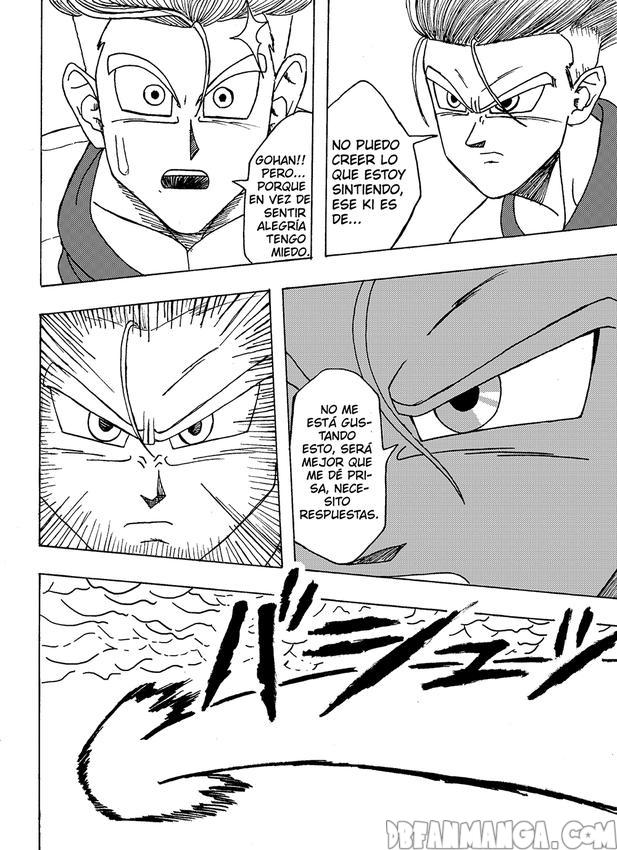 NO PUEDO
CREER LO
QUE ESTOY
SINTIENDO,
ESE KI ES
DE...
GOHAN!!
PERO...
PORQUE
EN VEZ DE
SENTIR
ALEGRÍA
TENGO
MIEDO.
NO ME
ESTÁ GUS-
TANDO
ESTO, SERÁ
MEJOR QUE
ME DÉ PRI-
SA, NECE-
SITO
RESPUESTAS.
バシュッ
DBFANMANGA.COM